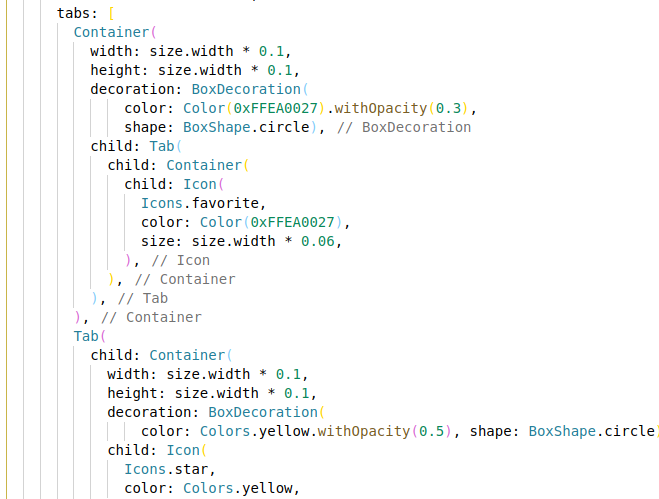 tabs: [
Container(
width: size.width * 0.1,
height: size.width * 0.1,
decoration: BoxDecoration(
color: Color(0xFFEA0027).withOpacity(0.3),
shape: BoxShape.circle), // BoxDecoration
child: Tab(
child: Container(
child: Icon(
Icons.favorite,
color: Color(0xFFEA0027),
size: size.width * 0.06,
), // Icon
), // Container
), // Tab
), // Container
Tab(
child: Container(
width: size.width * 0.1,
height: size.width * 0.1,
decoration: BoxDecoration(
color: Colors.yellow.withOpacity(0.5), shape: BoxShape.circle)
child: Icon(
Icons.star,
color: Colors.yellow,